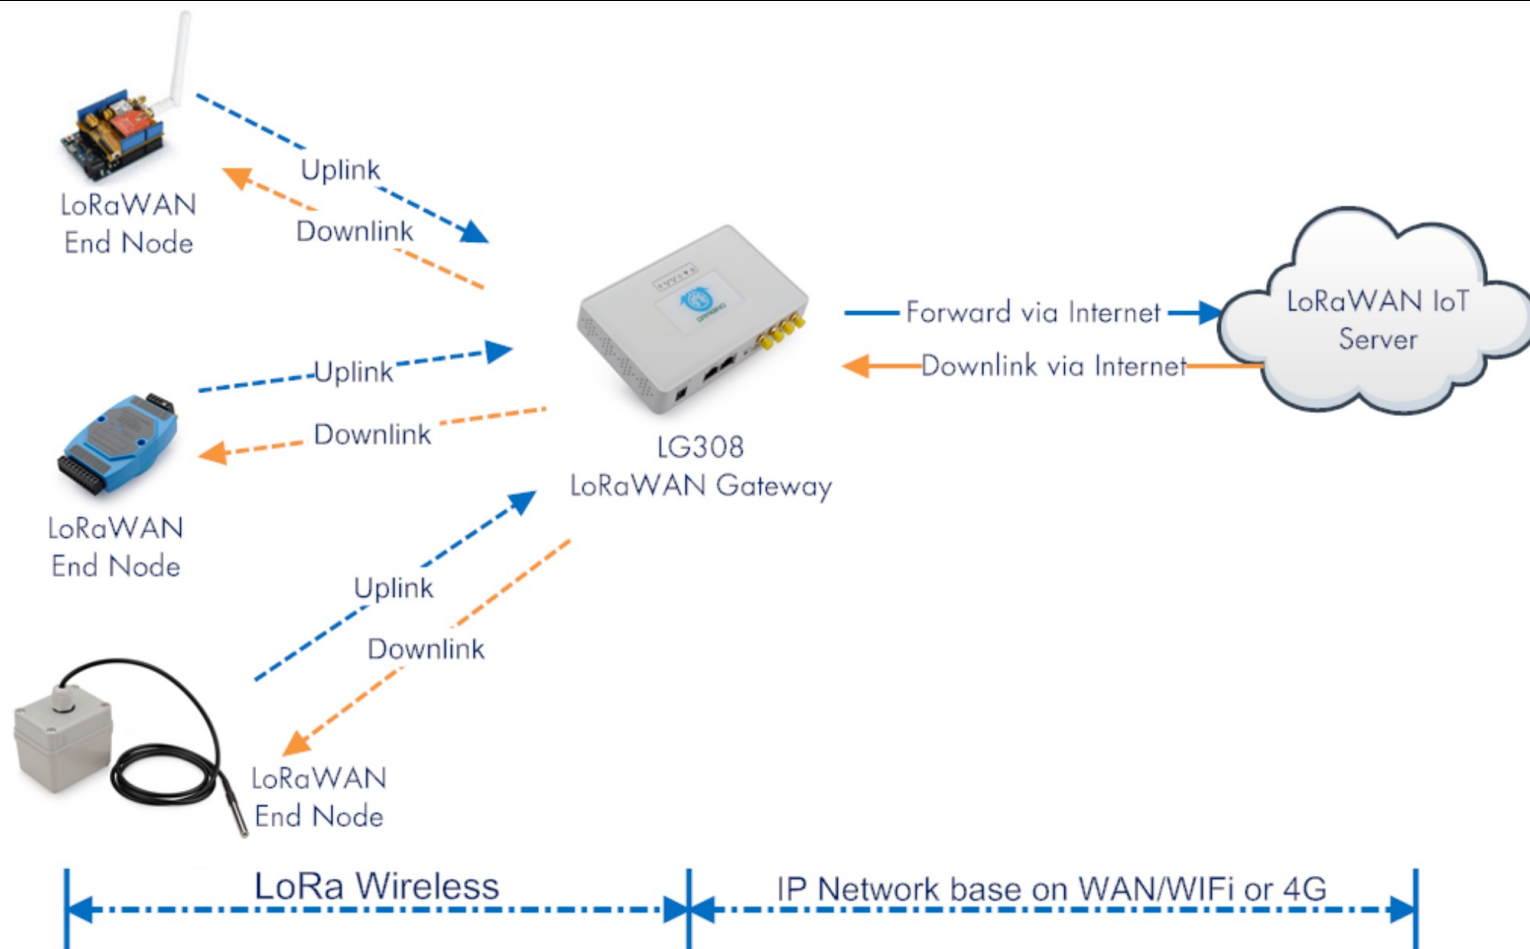 LoRaWAN
End Node
Uplink
Downlink
LoRaWAN
End Node
Uplink
Downlink
LoRaWAN
End Node
Uplink
Downlink
DRAGINO
LG308
LoRaWAN Gateway
Forward via Internet
Downlink via Internet
LoRaWAN IoT
Server
LoRa Wireless
IP Network base on WAN/WIFi or 4G